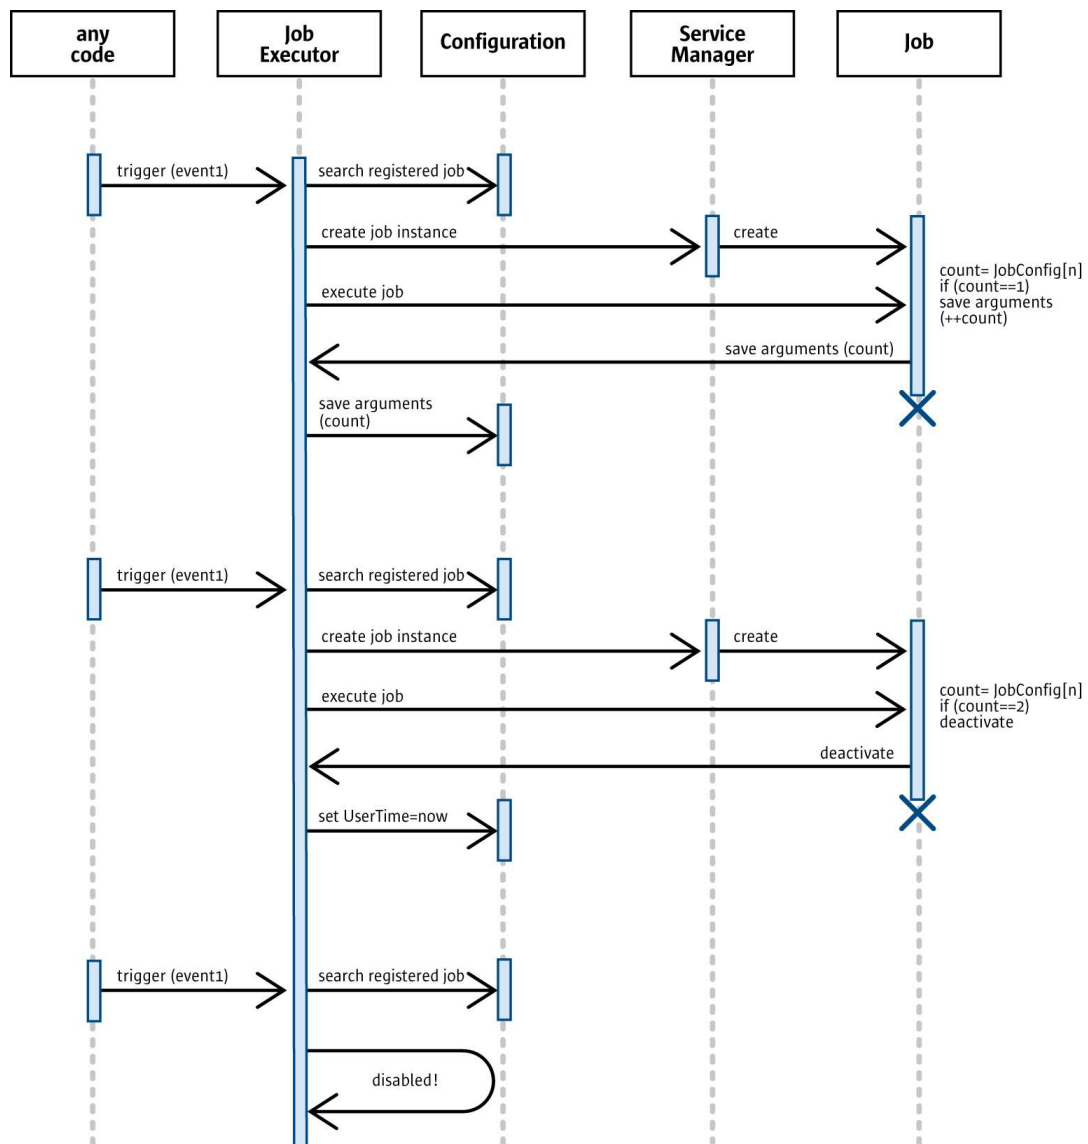 any
code
Job
Executor
Configuration
Service
Manager
Job
trigger (event1)
search registered job
create job instance
create
execute job
count= JobConfig[n]
if (count==1)
save arguments
(++count)
save arguments (count)
save arguments
(count)
trigger (event1)
search registered job
create job instance
create
execute job
count= JobConfig[n]
if (count==2)
deactivate
deactivate
set UserTime=now
trigger (event1)
search registered job
disabled!